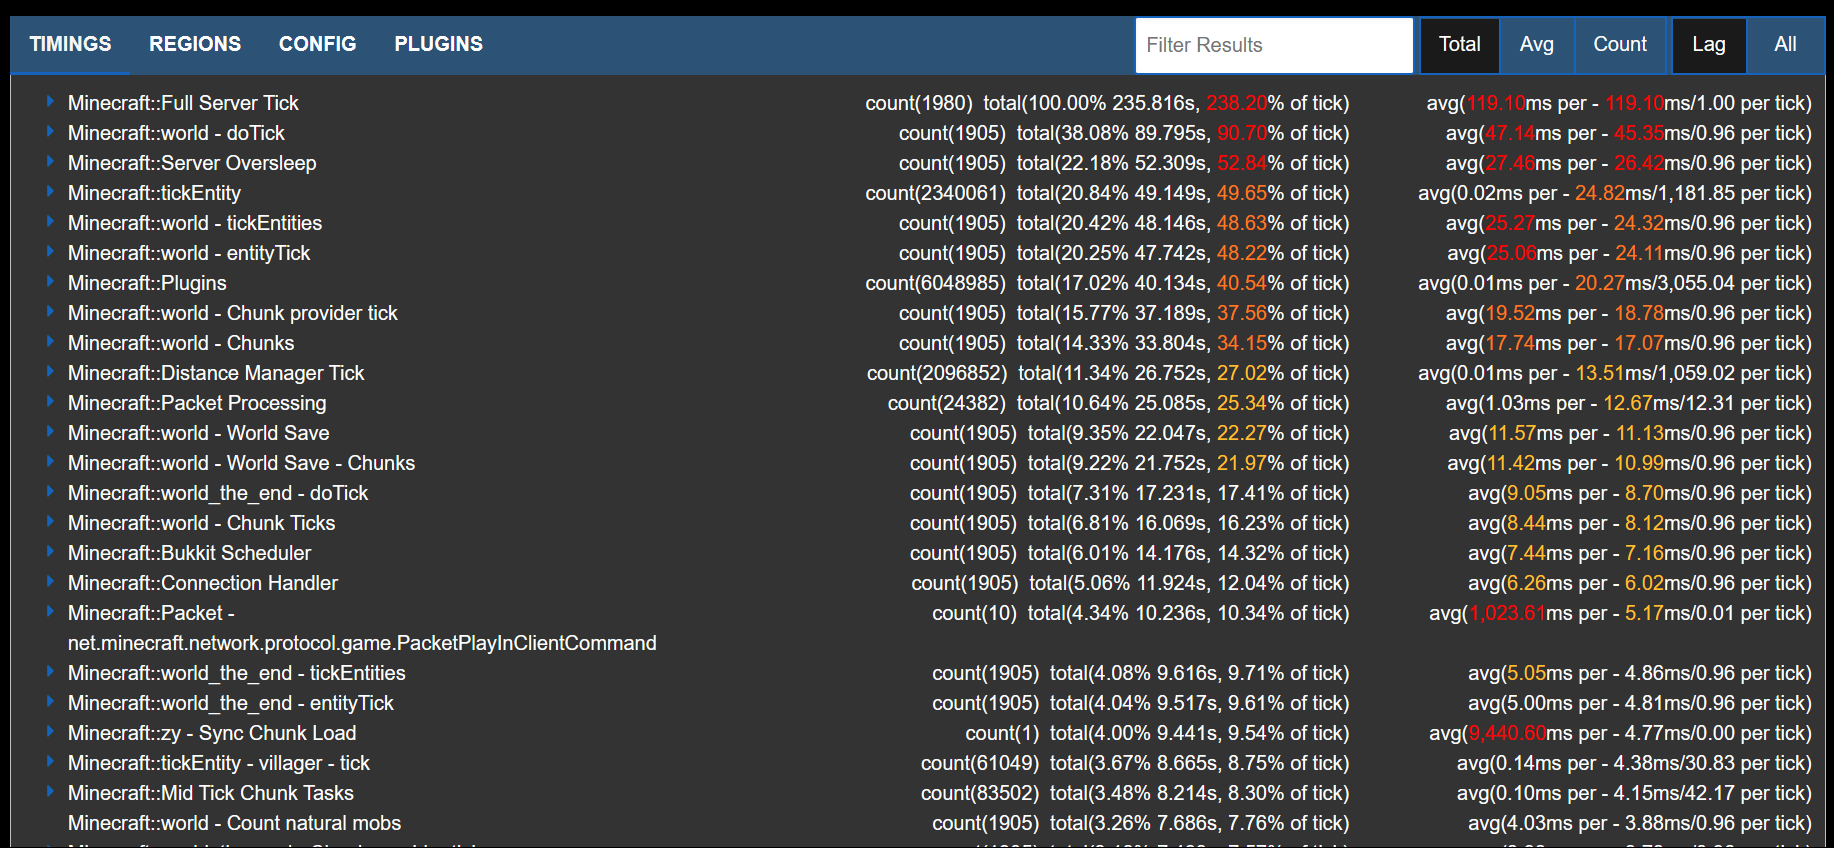 TIMINGS REGIONS CONFIG PLUGINS Filter Results Total Avg Count Lag All
Minecraft::Full Server Tick count(1980) total(100.00% 235.816s, 238.20% of tick) avg(119.10ms per - 119.10ms/1.00 per tick)
Minecraft::world - doTick count(1905) total(38.08% 89.795s, 90.70% of tick) avg(47.14ms per - 45.35ms/0.96 per tick)
Minecraft::Server Oversleep count(1905) total(22.18% 52.309s, 52.84% of tick) avg(27.46ms per - 26.42ms/0.96 per tick)
Minecraft::tickEntity count(2340061) total(20.84% 49.149s, 49.65% of tick) avg(0.02ms per - 24.82ms/1,181.85 per tick)
Minecraft::world - tickEntities count(1905) total(20.42% 48.146s, 48.63% of tick) avg(25.27ms per - 24.32ms/0.96 per tick)
Minecraft::world - entityTick count(1905) total(20.25% 47.742s, 48.22% of tick) avg(25.06ms per - 24.11ms/0.96 per tick)
Minecraft::Plugins count(6048985) total(17.02% 40.134s, 40.54% of tick) avg(0.01ms per - 20.27ms/3,055.04 per tick)
Minecraft::world - Chunk provider tick count(1905) total(15.77% 37.189s, 37.56% of tick) avg(19.52ms per - 18.78ms/0.96 per tick)
Minecraft::world - Chunks count(1905) total(14.33% 33.804s, 34.15% of tick) avg(17.74ms per - 17.07ms/0.96 per tick)
Minecraft::Distance Manager Tick count(2096852) total(11.34% 26.752s, 27.02% of tick) avg(0.01ms per - 13.51ms/1,059.02 per tick)
Minecraft::Packet Processing count(24382) total(10.64% 25.085s, 25.34% of tick) avg(1.03ms per - 12.67ms/12.31 per tick)
Minecraft::world - World Save count(1905) total(9.35% 22.047s, 22.27% of tick) avg(11.57ms per - 11.13ms/0.96 per tick)
Minecraft::world - World Save - Chunks count(1905) total(9.22% 21.752s, 21.97% of tick) avg(11.42ms per - 10.99ms/0.96 per tick)
Minecraft::world_the_end - doTick count(1905) total(7.31% 17.231s, 17.41% of tick) avg(9.05ms per - 8.70ms/0.96 per tick)
Minecraft::world - Chunk Ticks count(1905) total(6.81% 16.069s, 16.23% of tick) avg(8.44ms per - 8.12ms/0.96 per tick)
Minecraft::Bukkit Scheduler count(1905) total(6.01% 14.176s, 14.32% of tick) avg(7.44ms per - 7.16ms/0.96 per tick)
Minecraft::Connection Handler count(1905) total(5.06% 11.924s, 12.04% of tick) avg(6.26ms per - 6.02ms/0.96 per tick)
Minecraft::Packet - count(10) total(4.34% 10.236s, 10.34% of tick) avg(1,023.61ms per - 5.17ms/0.01 per tick)
net.minecraft.network.protocol.game.PacketPlayInClientCommand
Minecraft::world_the_end - tickEntities count(1905) total(4.08% 9.616s, 9.71% of tick) avg(5.05ms per - 4.86ms/0.96 per tick)
Minecraft::world_the_end - entityTick count(1905) total(4.04% 9.517s, 9.61% of tick) avg(5.00ms per - 4.81ms/0.96 per tick)
Minecraft::zy - Sync Chunk Load count(1) total(4.00% 9.441s, 9.54% of tick) avg(9,440.60ms per - 4.77ms/0.00 per tick)
Minecraft::tickEntity - villager - tick count(61049) total(3.67% 8.665s, 8.75% of tick) avg(0.14ms per - 4.38ms/30.83 per tick)
Minecraft::Mid Tick Chunk Tasks count(83502) total(3.48% 8.214s, 8.30% of tick) avg(0.10ms per - 4.15ms/42.17 per tick)
Minecraft::world - Count natural mobs count(1905) total(3.26% 7.686s, 7.76% of tick) avg(4.03ms per - 3.88ms/0.96 per tick)